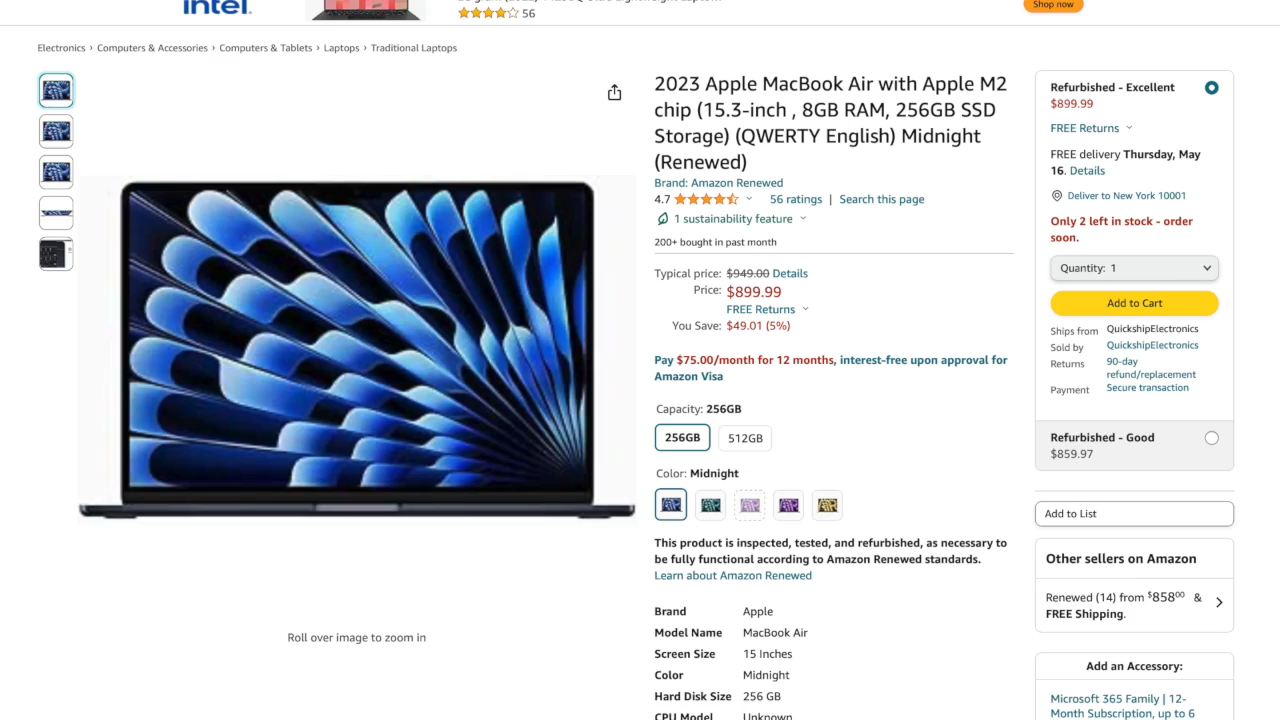 intel.
56
Shop now
Electronics › Computers & Accessories › Computers & Tablets › Laptops › Traditional Laptops
2023 Apple MacBook Air with Apple M2
chip (15.3-inch , 8GB RAM, 256GB SSD
Storage) (QWERTY English) Midnight
(Renewed)
Brand: Amazon Renewed
4.7 56 ratings | Search this page
1 sustainability feature
200+ bought in past month
Typical price: $949.00 Details
Price: $899.99
FREE Returns
You Save: $49.01 (5%)
Pay $75.00/month for 12 months, interest-free upon approval for
Amazon Visa
Capacity: 256GB
256GB 512GB
Color: Midnight
This product is inspected, tested, and refurbished, as necessary to
be fully functional according to Amazon Renewed standards.
Learn about Amazon Renewed
Brand Apple
Model Name MacBook Air
Screen Size 15 Inches
Color Midnight
Hard Disk Size 256 GB
CPU Model Unknown
Roll over image to zoom in
Refurbished - Excellent
$899.99
FREE Returns
FREE delivery Thursday, May
16. Details
Deliver to New York 10001
Only 2 left in stock - order
soon.
Quantity: 1
Add to Cart
Ships from QuickshipElectronics
Sold by QuickshipElectronics
Returns 90-day
refund/replacement
Payment Secure transaction
Refurbished - Good
$859.97
Add to List
Other sellers on Amazon
Renewed (14) from $85800 &
FREE Shipping.
Add an Accessory:
Microsoft 365 Family | 12-
Month Subscription, up to 6